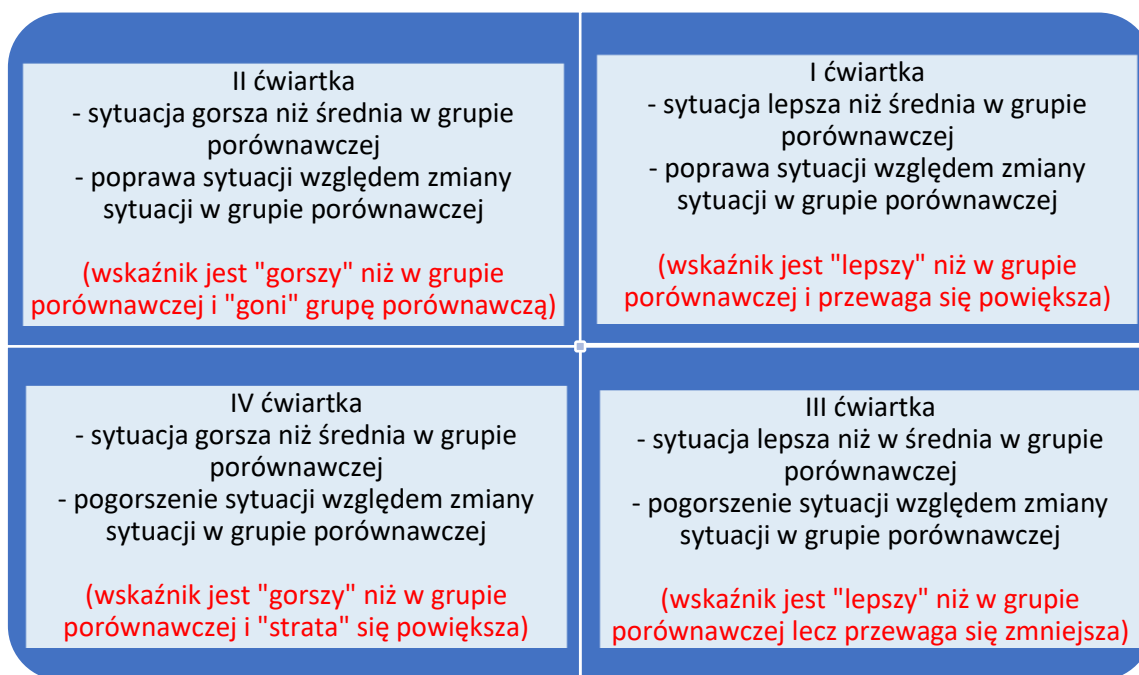 II ćwiartka
- sytuacja gorsza niż średnia w grupie
porównawczej
- poprawa sytuacji względem zmiany
sytuacji w grupie porównawczej
(wskaźnik jest "gorszy" niż w grupie
porównawczej i "goni" grupę porównawczą)
I ćwiartka
- sytuacja lepsza niż średnia w grupie
porównawczej
- poprawa sytuacji względem zmiany
sytuacji w grupie porównawczej
(wskaźnik jest "lepszy" niż w grupie
porównawczej i przewaga się powiększa)
IV ćwiartka
- sytuacja gorsza niż średnia w grupie
porównawczej
- pogorszenie sytuacji względem zmiany
sytuacji w grupie porównawczej
(wskaźnik jest "gorszy" niż w grupie
porównawczej i "strata" się powiększa)
III ćwiartka
- sytuacja lepsza niż w średnia w grupie
porównawczej
- pogorszenie sytuacji względem zmiany
sytuacji w grupie porównawczej
(wskaźnik jest "lepszy" niż w grupie
porównawczej lecz przewaga się zmniejsza)